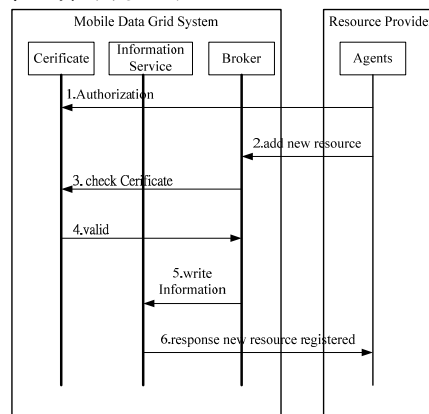 Mobile Data Grid System
Resource Provide
Cerificate
Information
Service
Broker
Agents
1.Authorization
2.add new resource
3. check Cerificate
4.valid
5.write
Information
6.response new resource registered